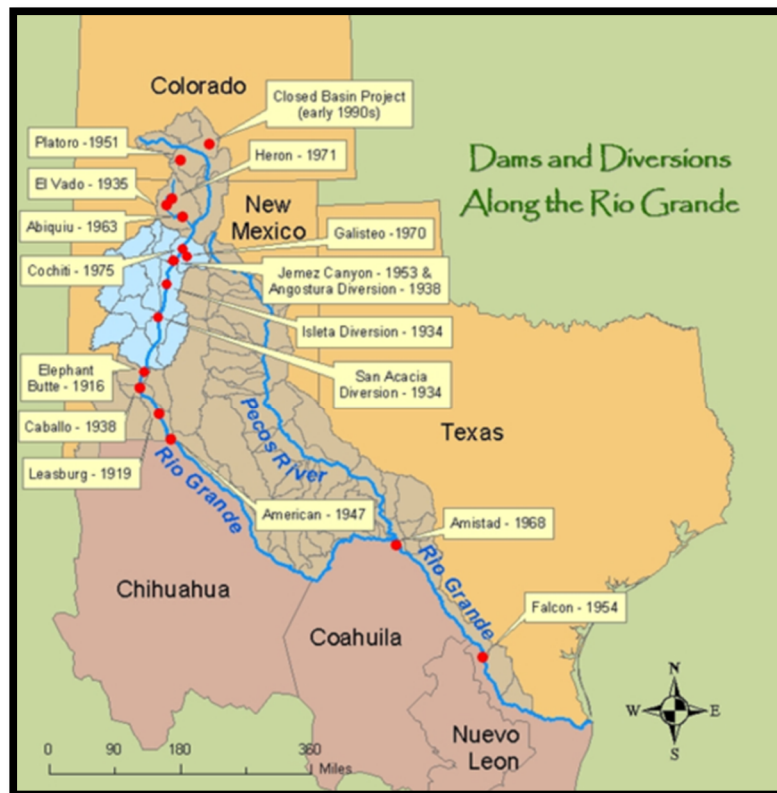 Colorado
Closed Basin Project
(early 1990s)
Dams and Diversions
Along the Rio Grande
Platoro - 1951
Heron - 1971
El Vado - 1935
New
Mexico
Abiquiu - 1963
Galisteo - 1970
Cochiti - 1975
Jemez Canyon - 1953 &
Angostura Diversion - 1938
Isleta Diversion - 1934
Elephant
Butte - 1916
San Acacia
Diversion - 1934
Caballo - 1938
Leasburg - 1919
Pecos River
Texas
Rio Grande
American - 1947
Amistad - 1968
Rio Grande
Chihuahua
Falcon - 1954
Coahuila
Nuevo
Leon
N
W
E
S
0 90 180 360
Miles